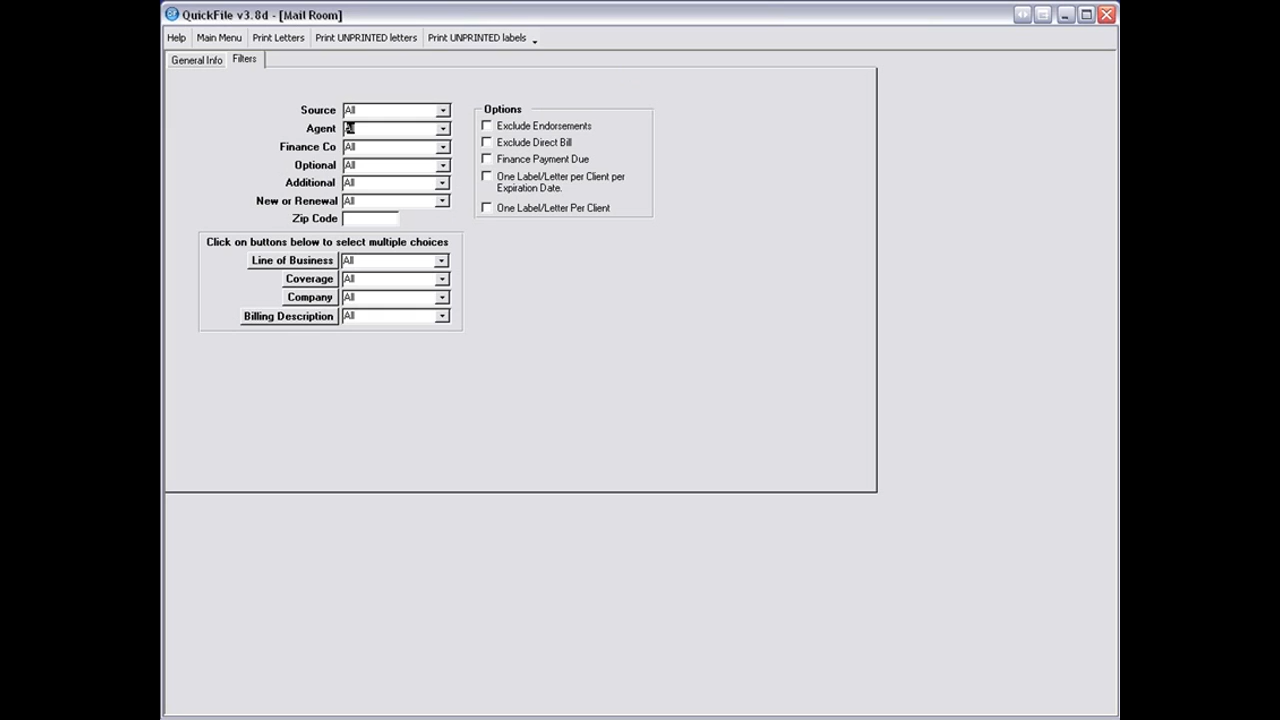 QuickFile v3.8d - [Mail Room]
Help Main Menu Print Letters Print UNPRINTED letters Print UNPRINTED labels
General Info Filters
Source All
Agent All
Finance Co All
Optional All
Additional All
New or Renewal All
Zip Code
Options
Exclude Endorsements
Exclude Direct Bill
Finance Payment Due
One Label/Letter per Client per
Expiration Date.
One Label/Letter Per Client
Click on buttons below to select multiple choices
Line of Business All
Coverage All
Company All
Billing Description All